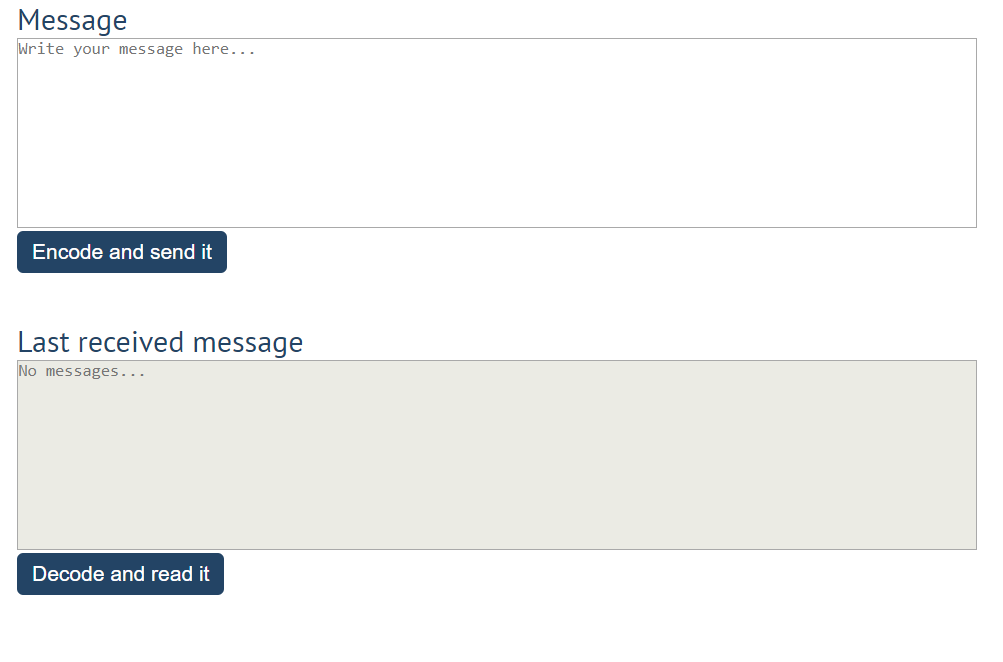 Message
Write your message here...
Encode and send it
Last received message
No messages...
Decode and read it